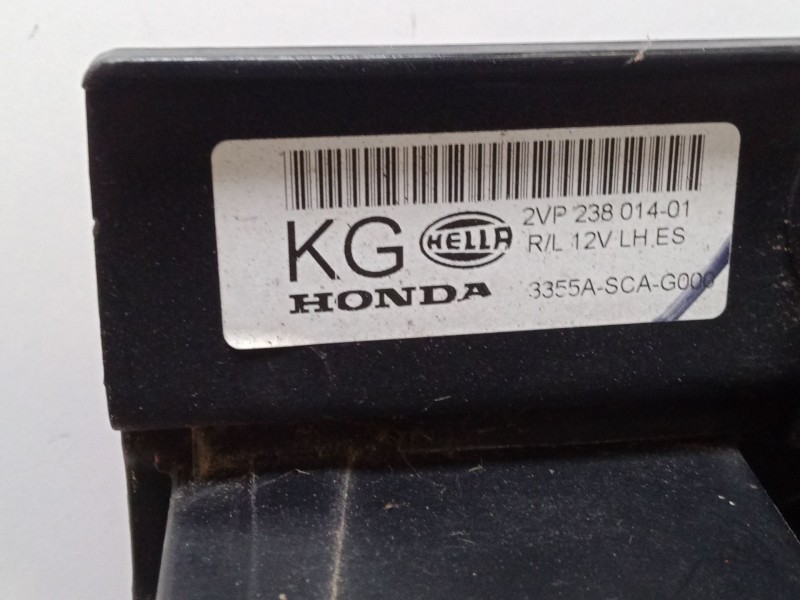 KG HELLA 2VP 238 014-01
R/L 12V LH.ES
HONDA 3355A-SCA-G000